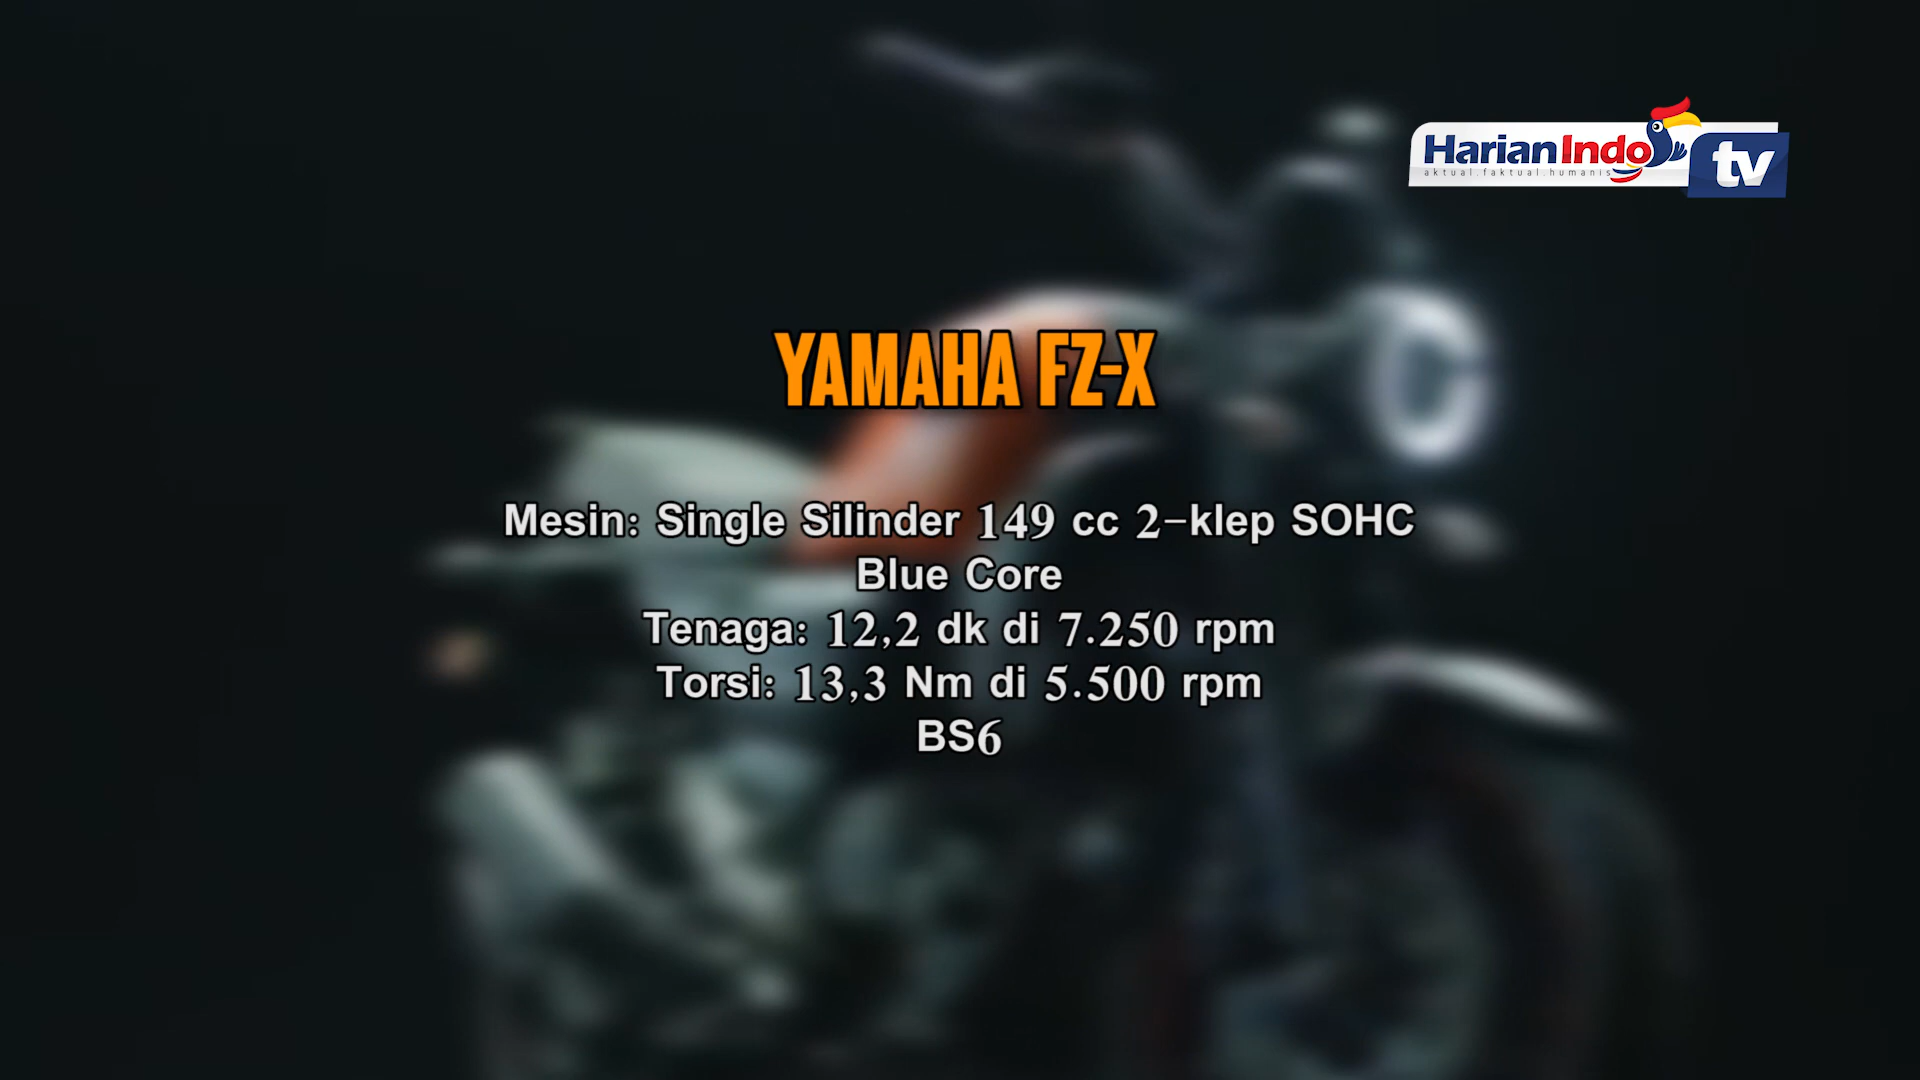 HarianIndo tv
aktual.faktual.humanis
YAMAHA FZ-X
Mesin: Single Silinder 149 cc 2-klep SOHC
Blue Core
Tenaga: 12,2 dk di 7.250 rpm
Torsi: 13,3 Nm di 5.500 rpm
BS6